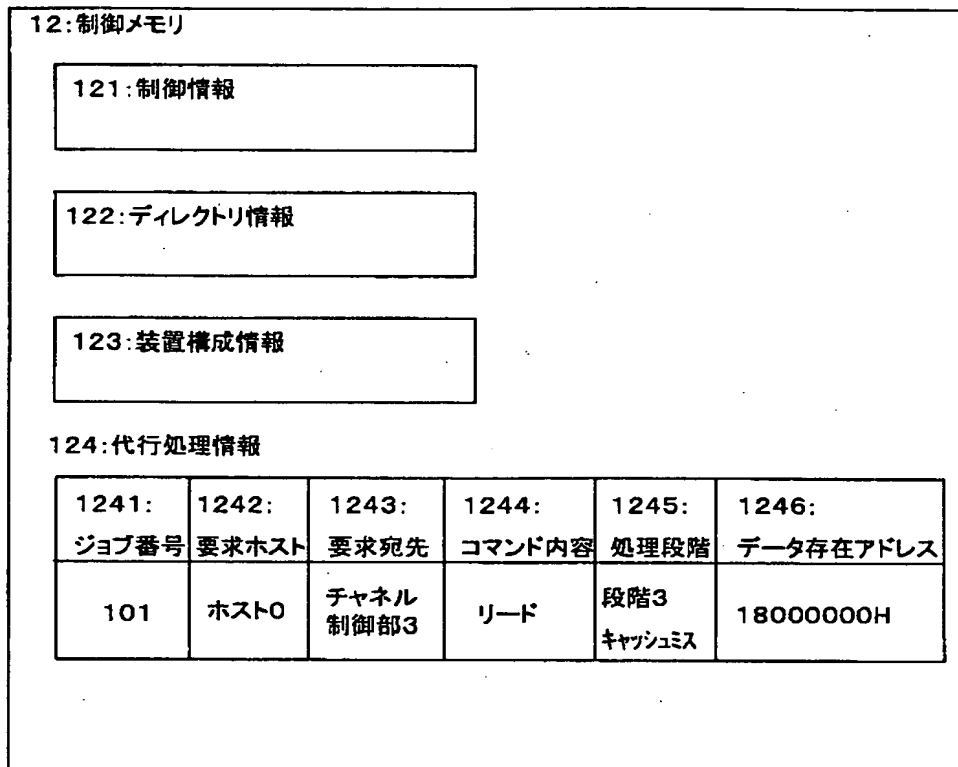 12:制御メモリ
121:制御情報
122:ディレクトリ情報
123:装置構成情報
124:代行処理情報
1241: 1242: 1243: 1244: 1245: 1246:
ジョブ番号 要求ホスト 要求宛先 コマンド内容 処理段階 データ存在アドレス
101 ホスト0 チャネル制御部3 リード 段階3 キャッシュミス 18000000H